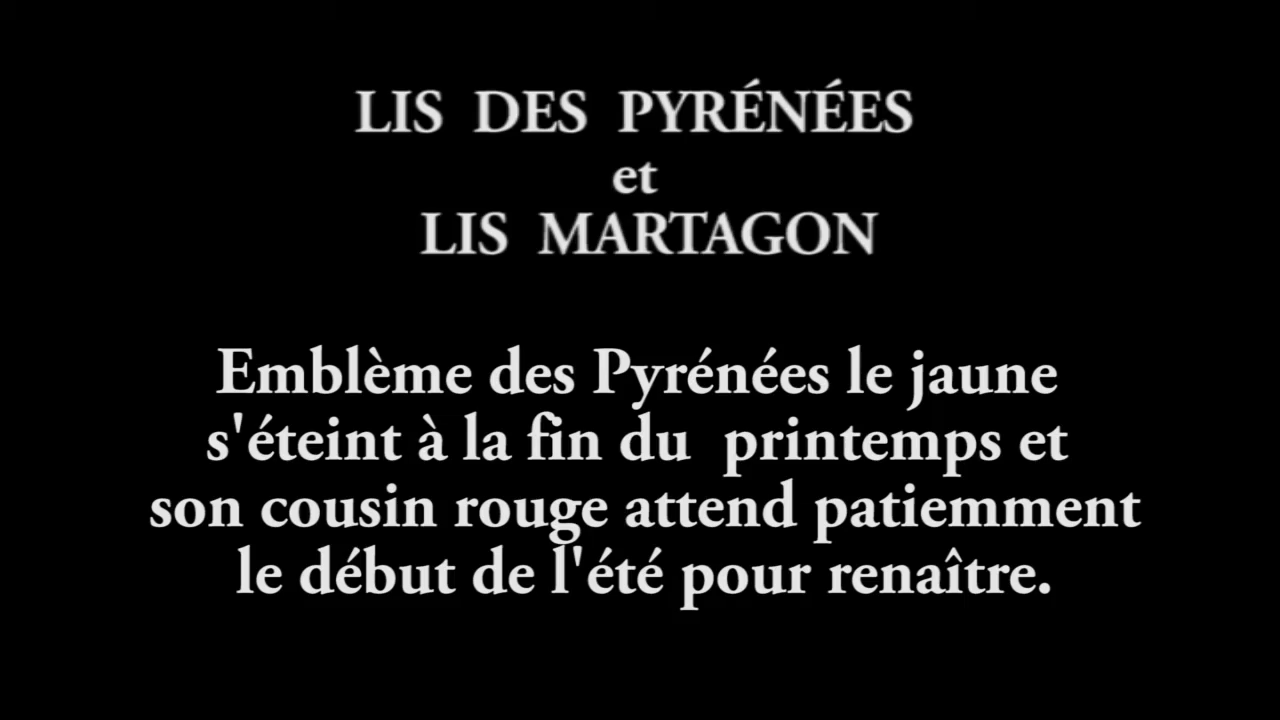 LIS DES PYRÉNÉES
et
LIS MARTAGON
Emblème des Pyrénées le jaune
s'éteint à la fin du printemps et
son cousin rouge attend patiemment
le début de l'été pour renaître.